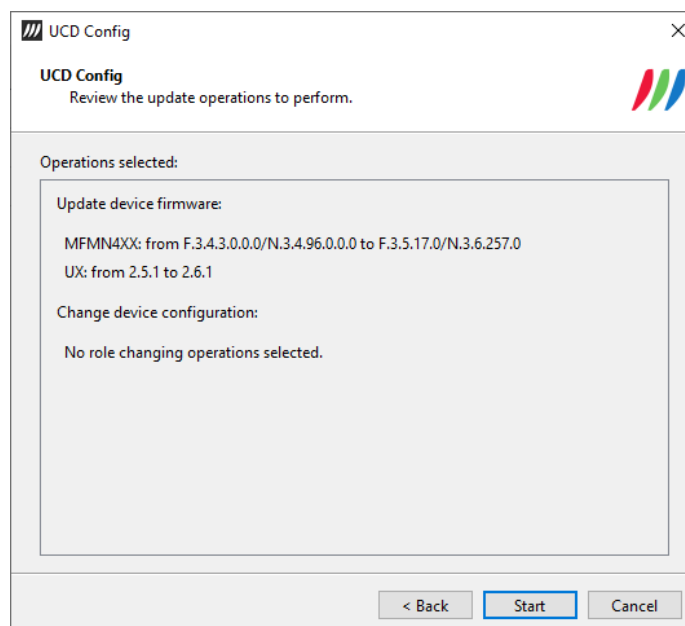 UCD Config
UCD Config
Review the update operations to perform.
Operations selected:
Update device firmware:
MFMN4XX: from F.3.4.3.0.0.0/N.3.4.96.0.0.0 to F.3.5.17.0/N.3.6.257.0
UX: from 2.5.1 to 2.6.1
Change device configuration:
No role changing operations selected.
< Back
Start
Cancel